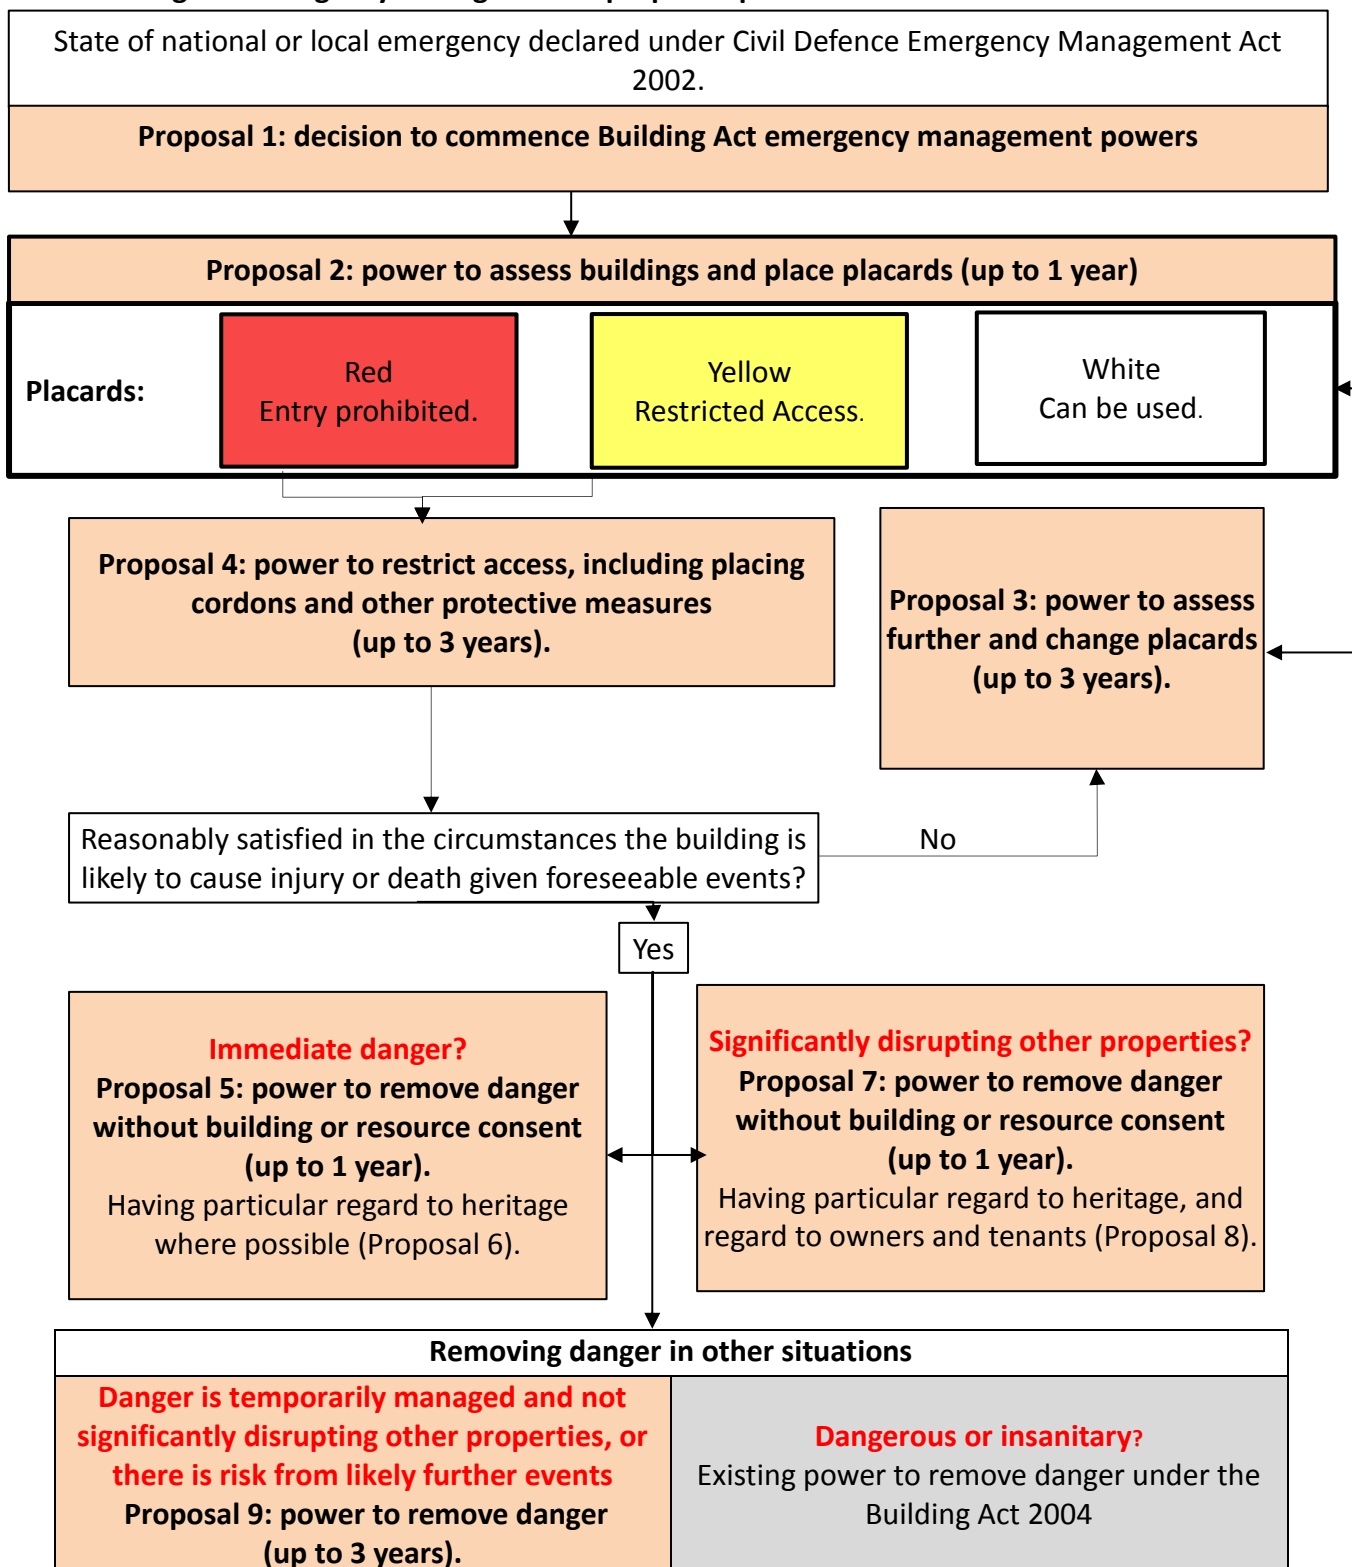 State of national or local emergency declared under Civil Defence Emergency Management Act
2002.
Proposal 1: decision to commence Building Act emergency management powers
Proposal 2: power to assess buildings and place placards (up to 1 year)
Placards:
Red
Entry prohibited.
Yellow
Restricted Access.
White
Can be used.
Proposal 4: power to restrict access, including placing
cordons and other protective measures
(up to 3 years).
Proposal 3: power to assess
further and change placards
(up to 3 years).
Reasonably satisfied in the circumstances the building is
likely to cause injury or death given foreseeable events?
No
Yes
Immediate danger?
Proposal 5: power to remove danger
without building or resource consent
(up to 1 year).
Having particular regard to heritage
where possible (Proposal 6).
Significantly disrupting other properties?
Proposal 7: power to remove danger
without building or resource consent
(up to 1 year).
Having particular regard to heritage, and
regard to owners and tenants (Proposal 8).
Removing danger in other situations
Danger is temporarily managed and not
significantly disrupting other properties, or
there is risk from likely further events
Proposal 9: power to remove danger
(up to 3 years).
Dangerous or insanitary?
Existing power to remove danger under the
Building Act 2004